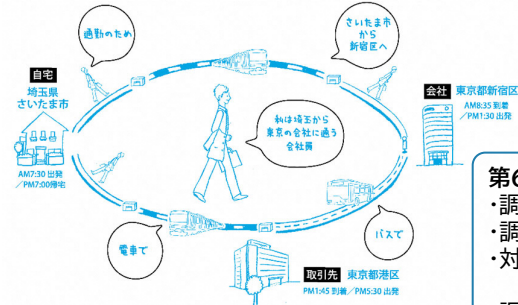 通勤のため
さいたま市
から
新宿区へ
自宅
埼玉県
さいたま市
会社 東京都新宿区
AM8:35 到着
/PM1:30 出発
私は埼玉から
東京の会社に通う
会社員
AM7:30 出発
/PM7:00帰宅
電車で
バスで
取引先 東京都港区
PM1:45 到着/PM5:30 出発
第6
・調
・調
・対